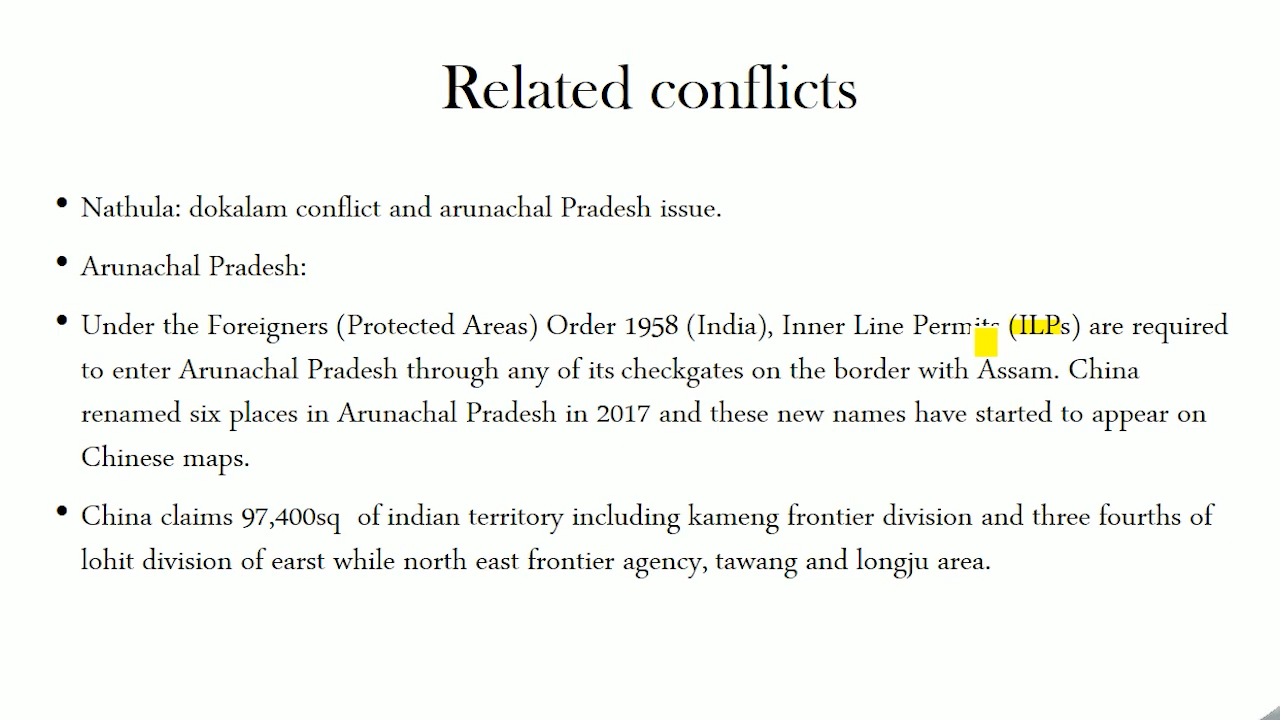 Related conflicts
• Nathula: dokalam conflict and arunachal Pradesh issue.
• Arunachal Pradesh:
• Under the Foreigners (Protected Areas) Order 1958 (India), Inner Line Permits (ILPs) are required
to enter Arunachal Pradesh through any of its checkgates on the border with Assam. China
renamed six places in Arunachal Pradesh in 2017 and these new names have started to appear on
Chinese maps.
• China claims 97,400sq of indian territory including kameng frontier division and three fourths of
lohit division of earst while north east frontier agency, tawang and longju area.